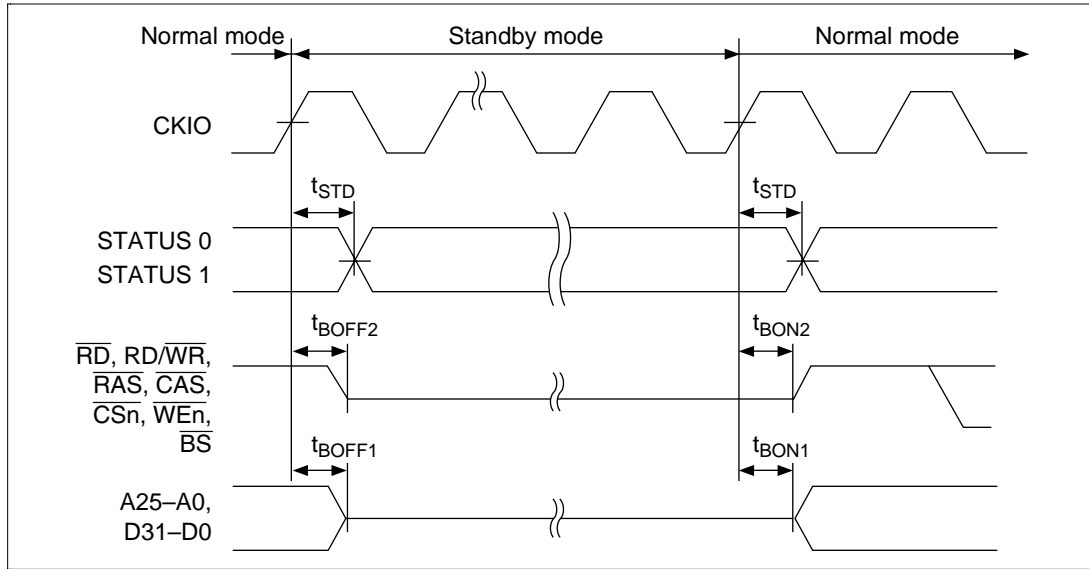 Normal mode Standby mode Normal mode
CKIO
tSTD tSTD
STATUS 0
STATUS 1
tBOFF2 tBON2
RD, RD/WR,
RAS, CAS,
CSn, WEn,
BS
tBOFF1 tBON1
A25–A0,
D31–D0